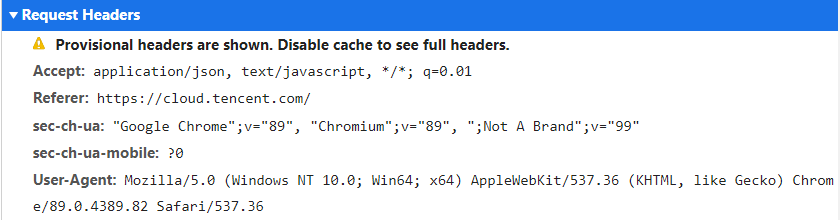 Request Headers
Provisional headers are shown. Disable cache to see full headers.
Accept: application/json, text/javascript, */*; q=0.01
Referer: https://cloud.tencent.com/
sec-ch-ua: "Google Chrome";v="89", "Chromium";v="89", ";Not A Brand";v="99"
sec-ch-ua-mobile: ?0
User-Agent: Mozilla/5.0 (Windows NT 10.0; Win64; x64) AppleWebKit/537.36 (KHTML, like Gecko) Chrom
e/89.0.4389.82 Safari/537.36